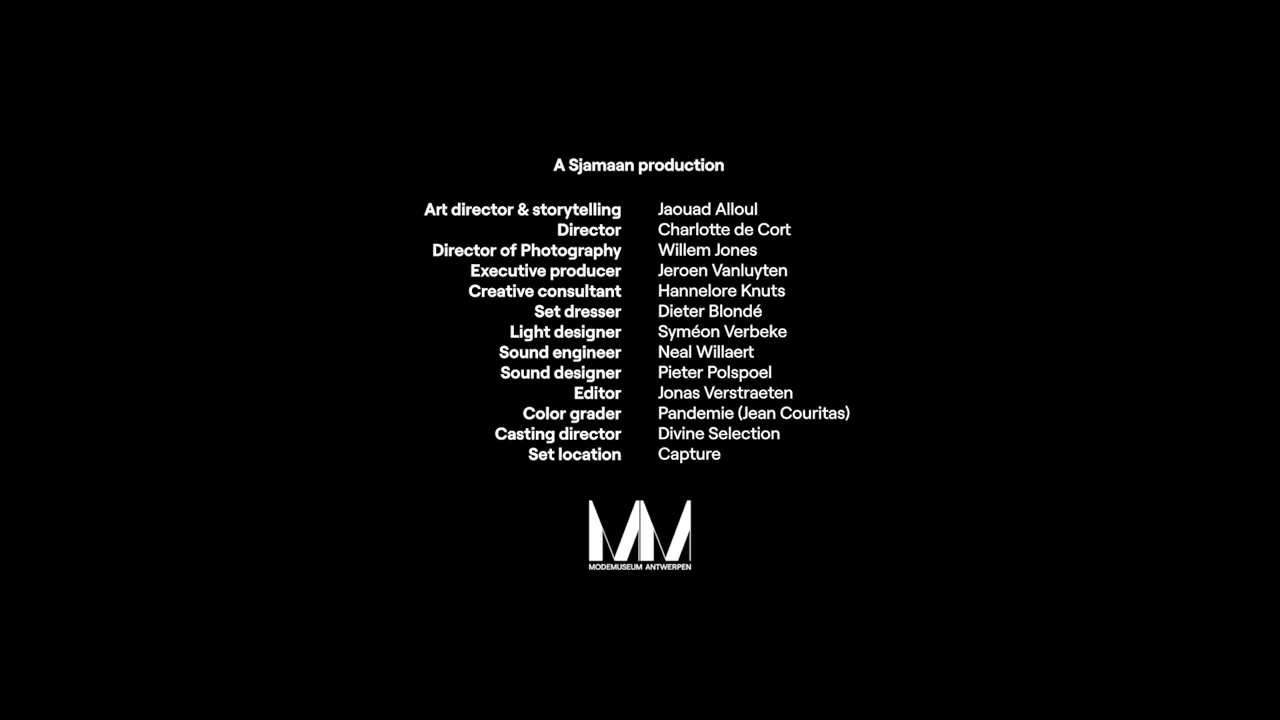 A Sjamaan production
Art director & storytelling Jaouad Alloul
Director Charlotte de Cort
Director of Photography Willem Jones
Executive producer Jeroen Vanluyten
Creative consultant Hannelore Knuts
Set dresser Dieter Blondé
Light designer Syméon Verbeke
Sound engineer Neal Willaert
Sound designer Pieter Polspoel
Editor Jonas Verstraeten
Color grader Pandemie (Jean Couritas)
Casting director Divine Selection
Set location Capture
MM
MODEMUSEUM ANTWERPEN